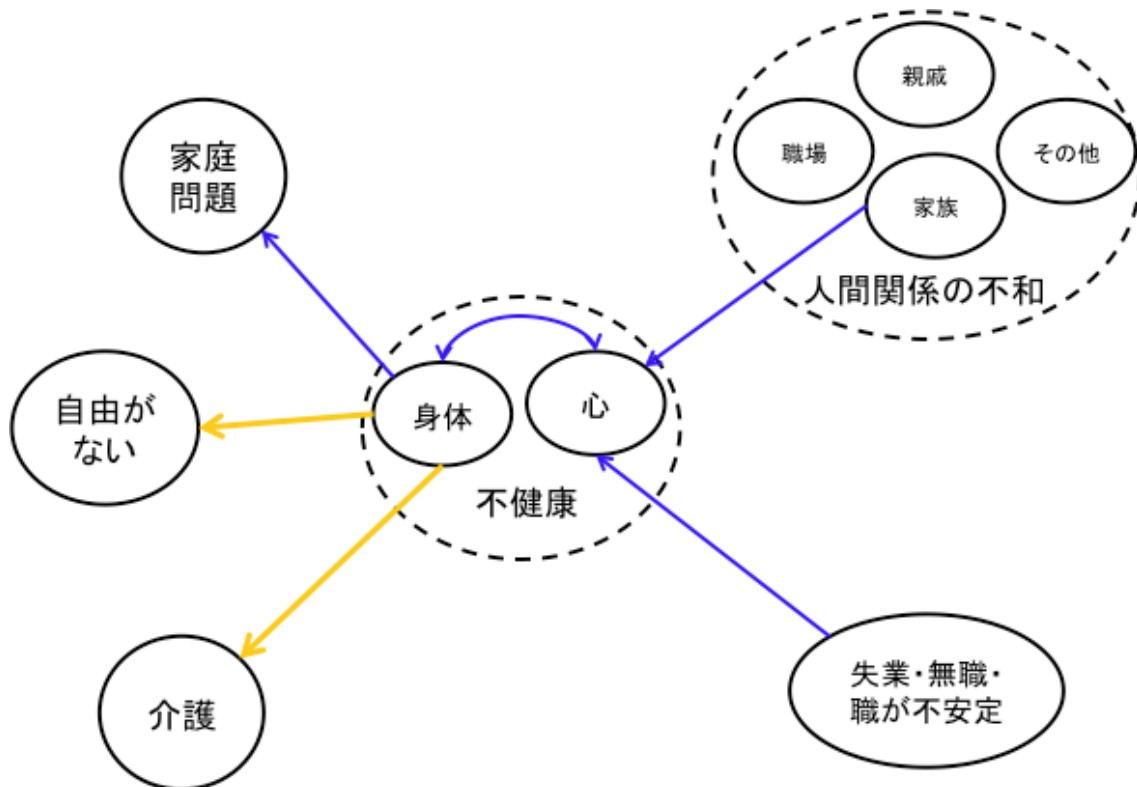 親戚
職場
その他
家族
人間関係の不和
家庭
問題
自由が
ない
身体
心
不健康
介護
失業・無職・
職が不安定